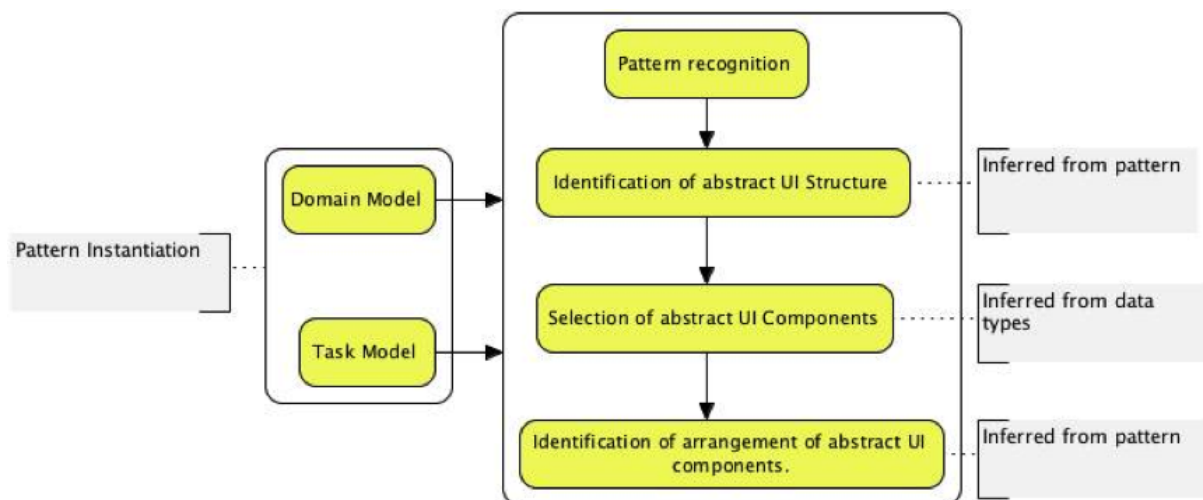 Pattern recognition
Identification of abstract UI Structure
Inferred from pattern
Domain Model
Pattern Instantiation
Selection of abstract UI Components
Inferred from data
types
Task Model
Identification of arrangement of abstract UI
components.
Inferred from pattern